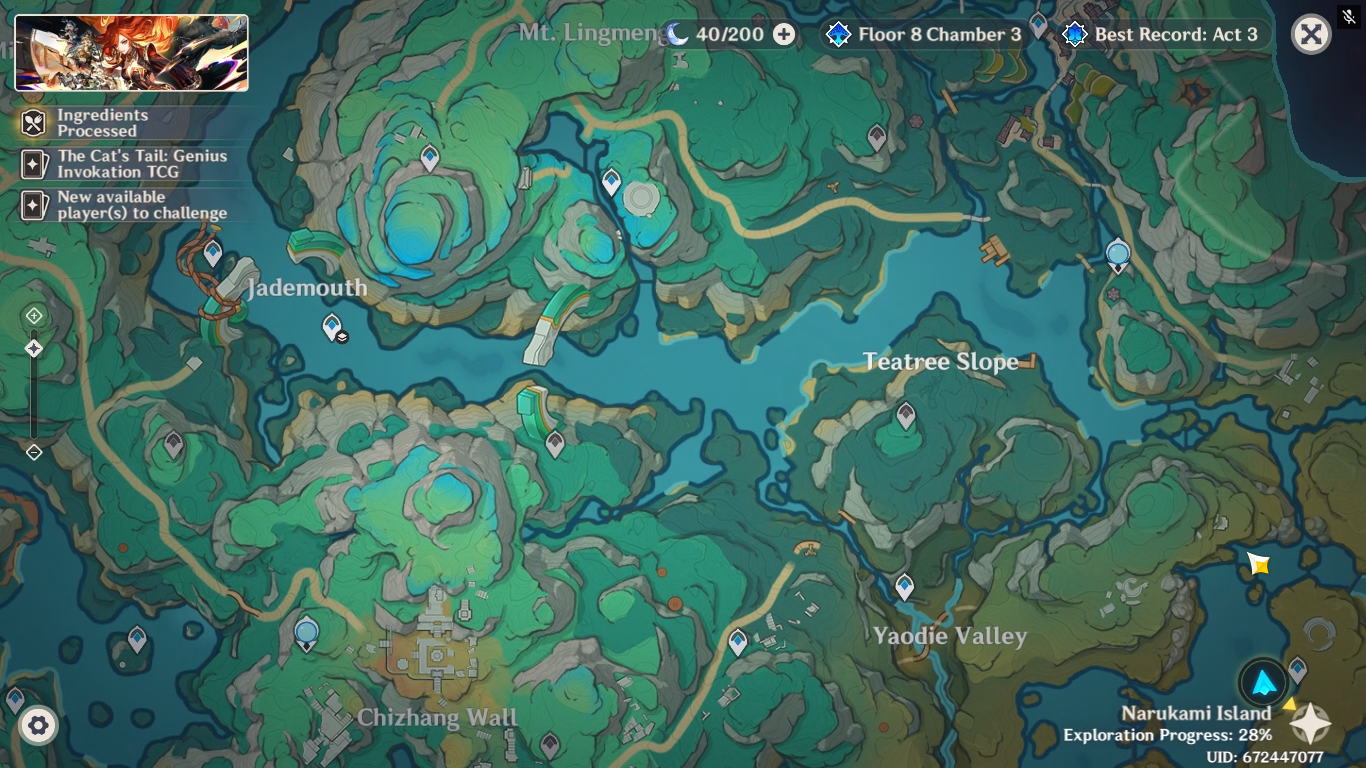 Mt. Lingmeng
40/200
Floor 8 Chamber 3
Best Record: Act 3
Ingredients
Processed
The Cat's Tail: Genius
Invokation TCG
New available
player(s) to challenge
Jademouth
Teatree Slope
Yaodie Valley
Chizhang Wall
Narukami Island
Exploration Progress: 28%
UID: 672447077